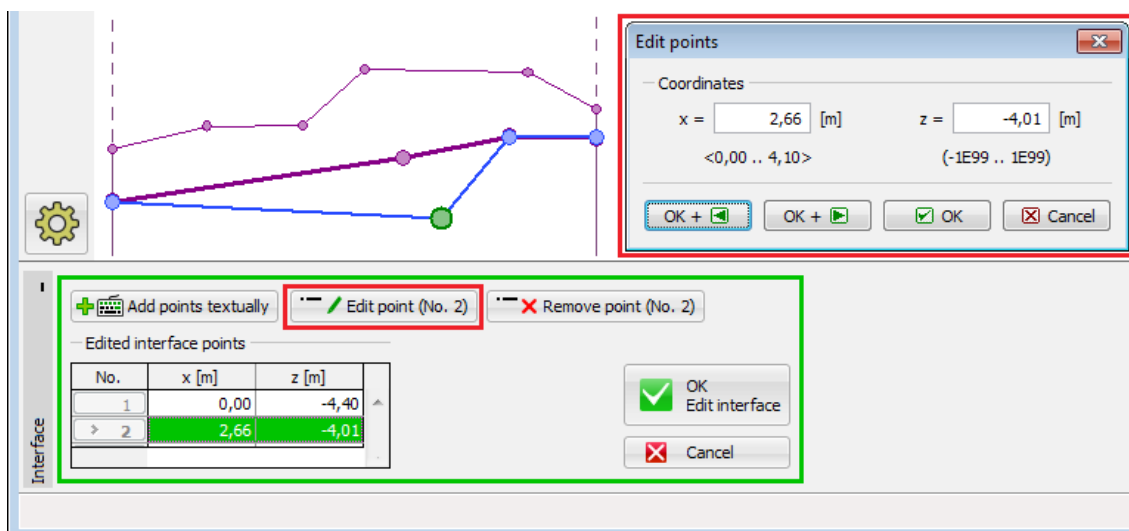 Edit points
Coordinates
x = 2,66 [m] z = -4,01 [m]
<0,00 .. 4,10> (-1E99 .. 1E99)
OK + OK + OK Cancel
Add points textually Edit point (No. 2) Remove point (No. 2)
Edited interface points
No. x [m] z [m]
1 0,00 -4,40
2 2,66 -4,01
OK
Edit interface
Cancel
Interface